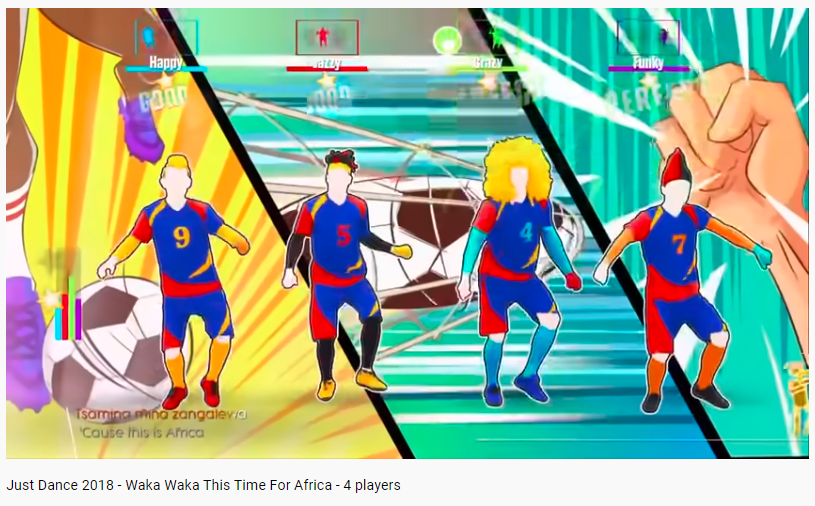 Happy
Jazzy
Crazy
Funky
GOOD
GOOD
PERFECT
9
5
4
7
Tsamina mina zangalewa
'Cause this is Africa
Just Dance 2018 - Waka Waka This Time For Africa - 4 players